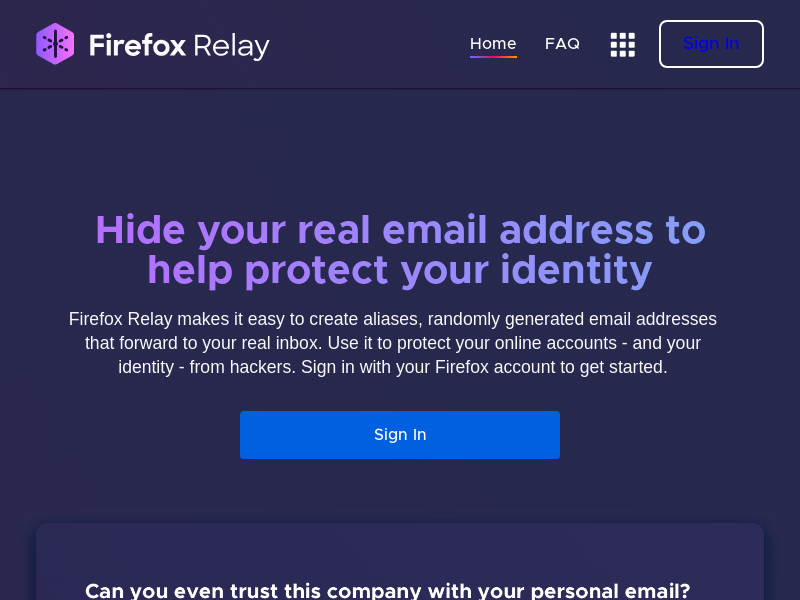 Firefox Relay
Home
FAQ
Sign In
Hide your real email address to
help protect your identity
Firefox Relay makes it easy to create aliases, randomly generated email addresses
that forward to your real inbox. Use it to protect your online accounts - and your
identity - from hackers. Sign in with your Firefox account to get started.
Sign In
Can you even trust this company with your personal email?